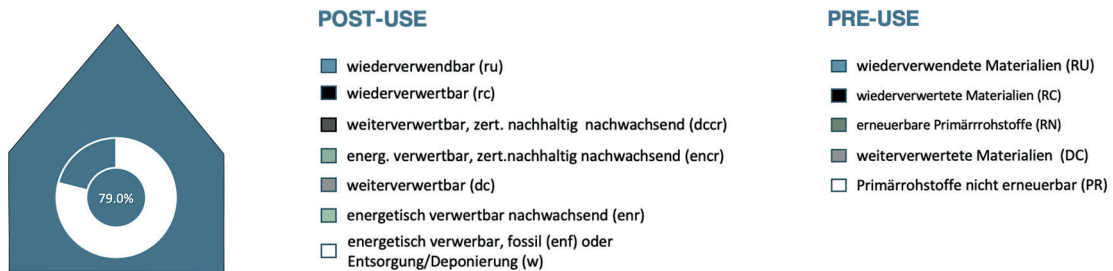 POST-USE
wiederverwendbar (ru)
wiederverwertbar (rc)
weiterverwertbar, zert. nachhaltig nachwachsend (dccr)
energ. verwertbar, zert.nachhaltig nachwachsend (encr)
weiterverwertbar (dc)
energetisch verwertbar nachwachsend (enr)
energetisch verwerbar, fossil (enf) oder
Entsorgung/Deponierung (w)
PRE-USE
wiederverwendete Materialien (RU)
wiederverwertete Materialien (RC)
erneuerbare Primärrrohstoffe (RN)
weiterverwertete Materialien (DC)
Primärrohstoffe nicht erneuerbar (PR)
79.0%